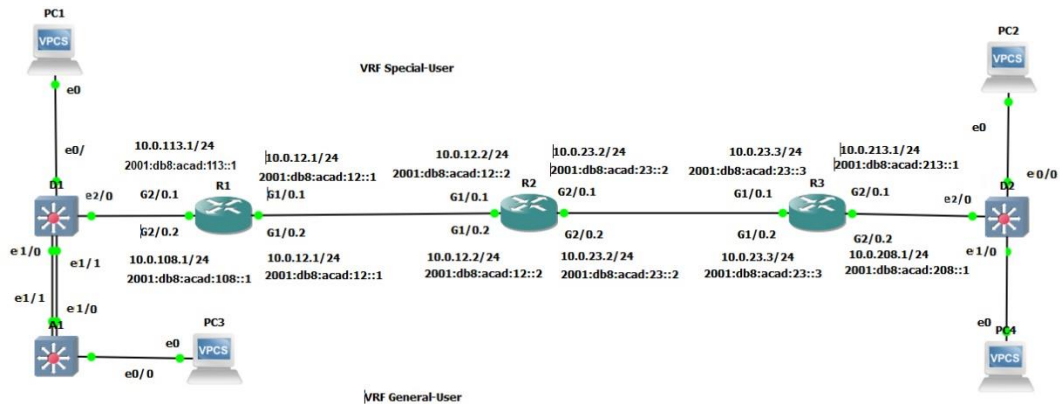 PC1
VPCS
e0
e0/
VRF Special-User
PC2
VPCS
e0
e0/0
10.0.113.1/24
2001:db8:acad:113::1
10.0.12.1/24
2001:db8:acad:12::1
10.0.12.2/24
2001:db8:acad:12::2
10.0.23.2/24
2001:db8:acad:23::2
10.0.23.3/24
2001:db8:acad:23::3
10.0.213.1/24
2001:db8:acad:213::1
D1
e2/0
G2/0.1
R1
G1/0.1
G1/0.1
R2
G2/0.1
G1/0.1
R3
G2/0.1
e2/0
D2
G2/0.2
G1/0.2
G1/0.2
G2/0.2
G1/0.2
G2/0.2
10.0.108.1/24
2001:db8:acad:108::1
10.0.12.1/24
2001:db8:acad:12::1
10.0.12.2/24
2001:db8:acad:12::2
10.0.23.2/24
2001:db8:acad:23::2
10.0.23.3/24
2001:db8:acad:23::3
10.0.208.1/24
2001:db8:acad:208::1
e1/0
e1/0
e1/1
e1/1
e1/0
A1
e0/0
e0
PC3
VPCS
e0
PC4
VPCS
VRF General-User